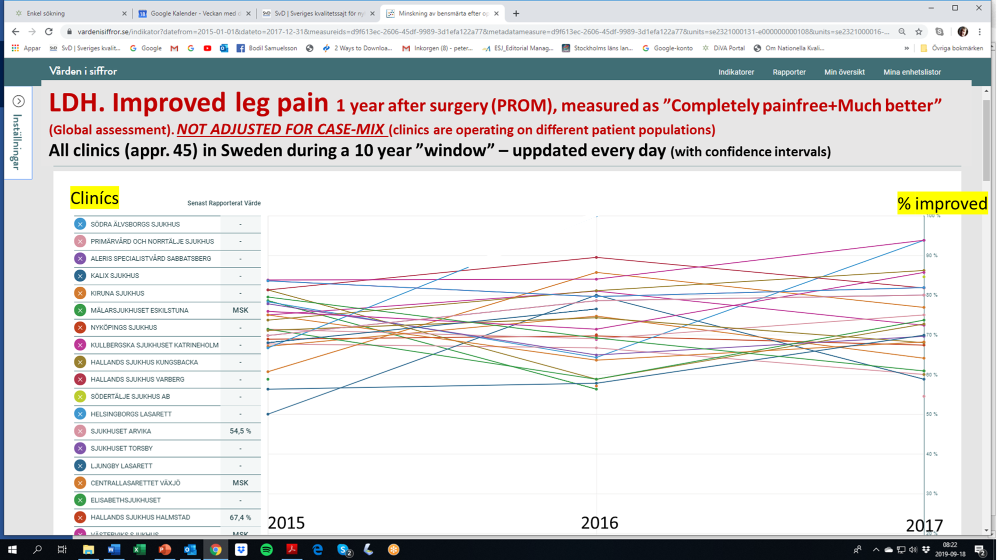 Enkel sökning
Google Kalender - Veckan med d
SvD | Sveriges kvalitetssajt för ny
Minskning av bensmärta efter op
vardenisiffror.se/indikator?datefrom=2015-01-01&dateto=2017-12-31&measureids=d9f613ec-2606-45df-9989-3d1efa122a77&metadatameasure=d9f613ec-2606-45df-9989-3d1efa122a77&units=se2321000131-e000000000108&units=se2321000016-...
Appar SvD | Sveriges kvalit... Google Bodil Samuelsson 2 Ways to Downloa... Inkorgen (8) - peter... ESJ_Editorial Manag... Stockholms läns lan... Google-konto DiVA Portal Om Nationella Kvali... » Övriga bokmärken
Vården i siffror
Indikatorer Rapporter Min översikt Mina enhetslistor
Inställningar
LDH. Improved leg pain 1 year after surgery (PROM), measured as ”Completely painfree+Much better”
(Global assessment). NOT ADJUSTED FOR CASE-MIX (clinics are operating on different patient populations)
All clinics (appr. 45) in Sweden during a 10 year ”window” – uppdated every day (with confidence intervals)
Clinícs
Senast Rapporterat Värde
% improved
SÖDRA ÄLVSBORGS SJUKHUS -
PRIMÄRVÅRD OCH NORRTÄLJE SJUKHUS -
ALERIS SPECIALISTVÅRD SABBATSBERG -
KALIX SJUKHUS -
KIRUNA SJUKHUS -
MÄLARSJUKHUSET ESKILSTUNA MSK
NYKÖPINGS SJUKHUS -
KULLBERGSKA SJUKHUSET KATRINEHOLM -
HALLANDS SJUKHUS KUNGSBACKA -
HALLANDS SJUKHUS VARBERG -
SÖDERTÄLJE SJUKHUS AB -
HELSINGBORGS LASARETT -
SJUKHUSET ARVIKA 54,5 %
SJUKHUSET TORSBY -
LJUNGBY LASARETT -
CENTRALLASARETTET VÄXJÖ MSK
ELISABETHSJUKHUSET -
HALLANDS SJUKHUS HALMSTAD 67,4 %
VÄSTERVIKS SJUKHUS MSK
100 %
90 %
80 %
70 %
60 %
50 %
40 %
30 %
20 %
2015 2016 2017
08:22
2019-09-18